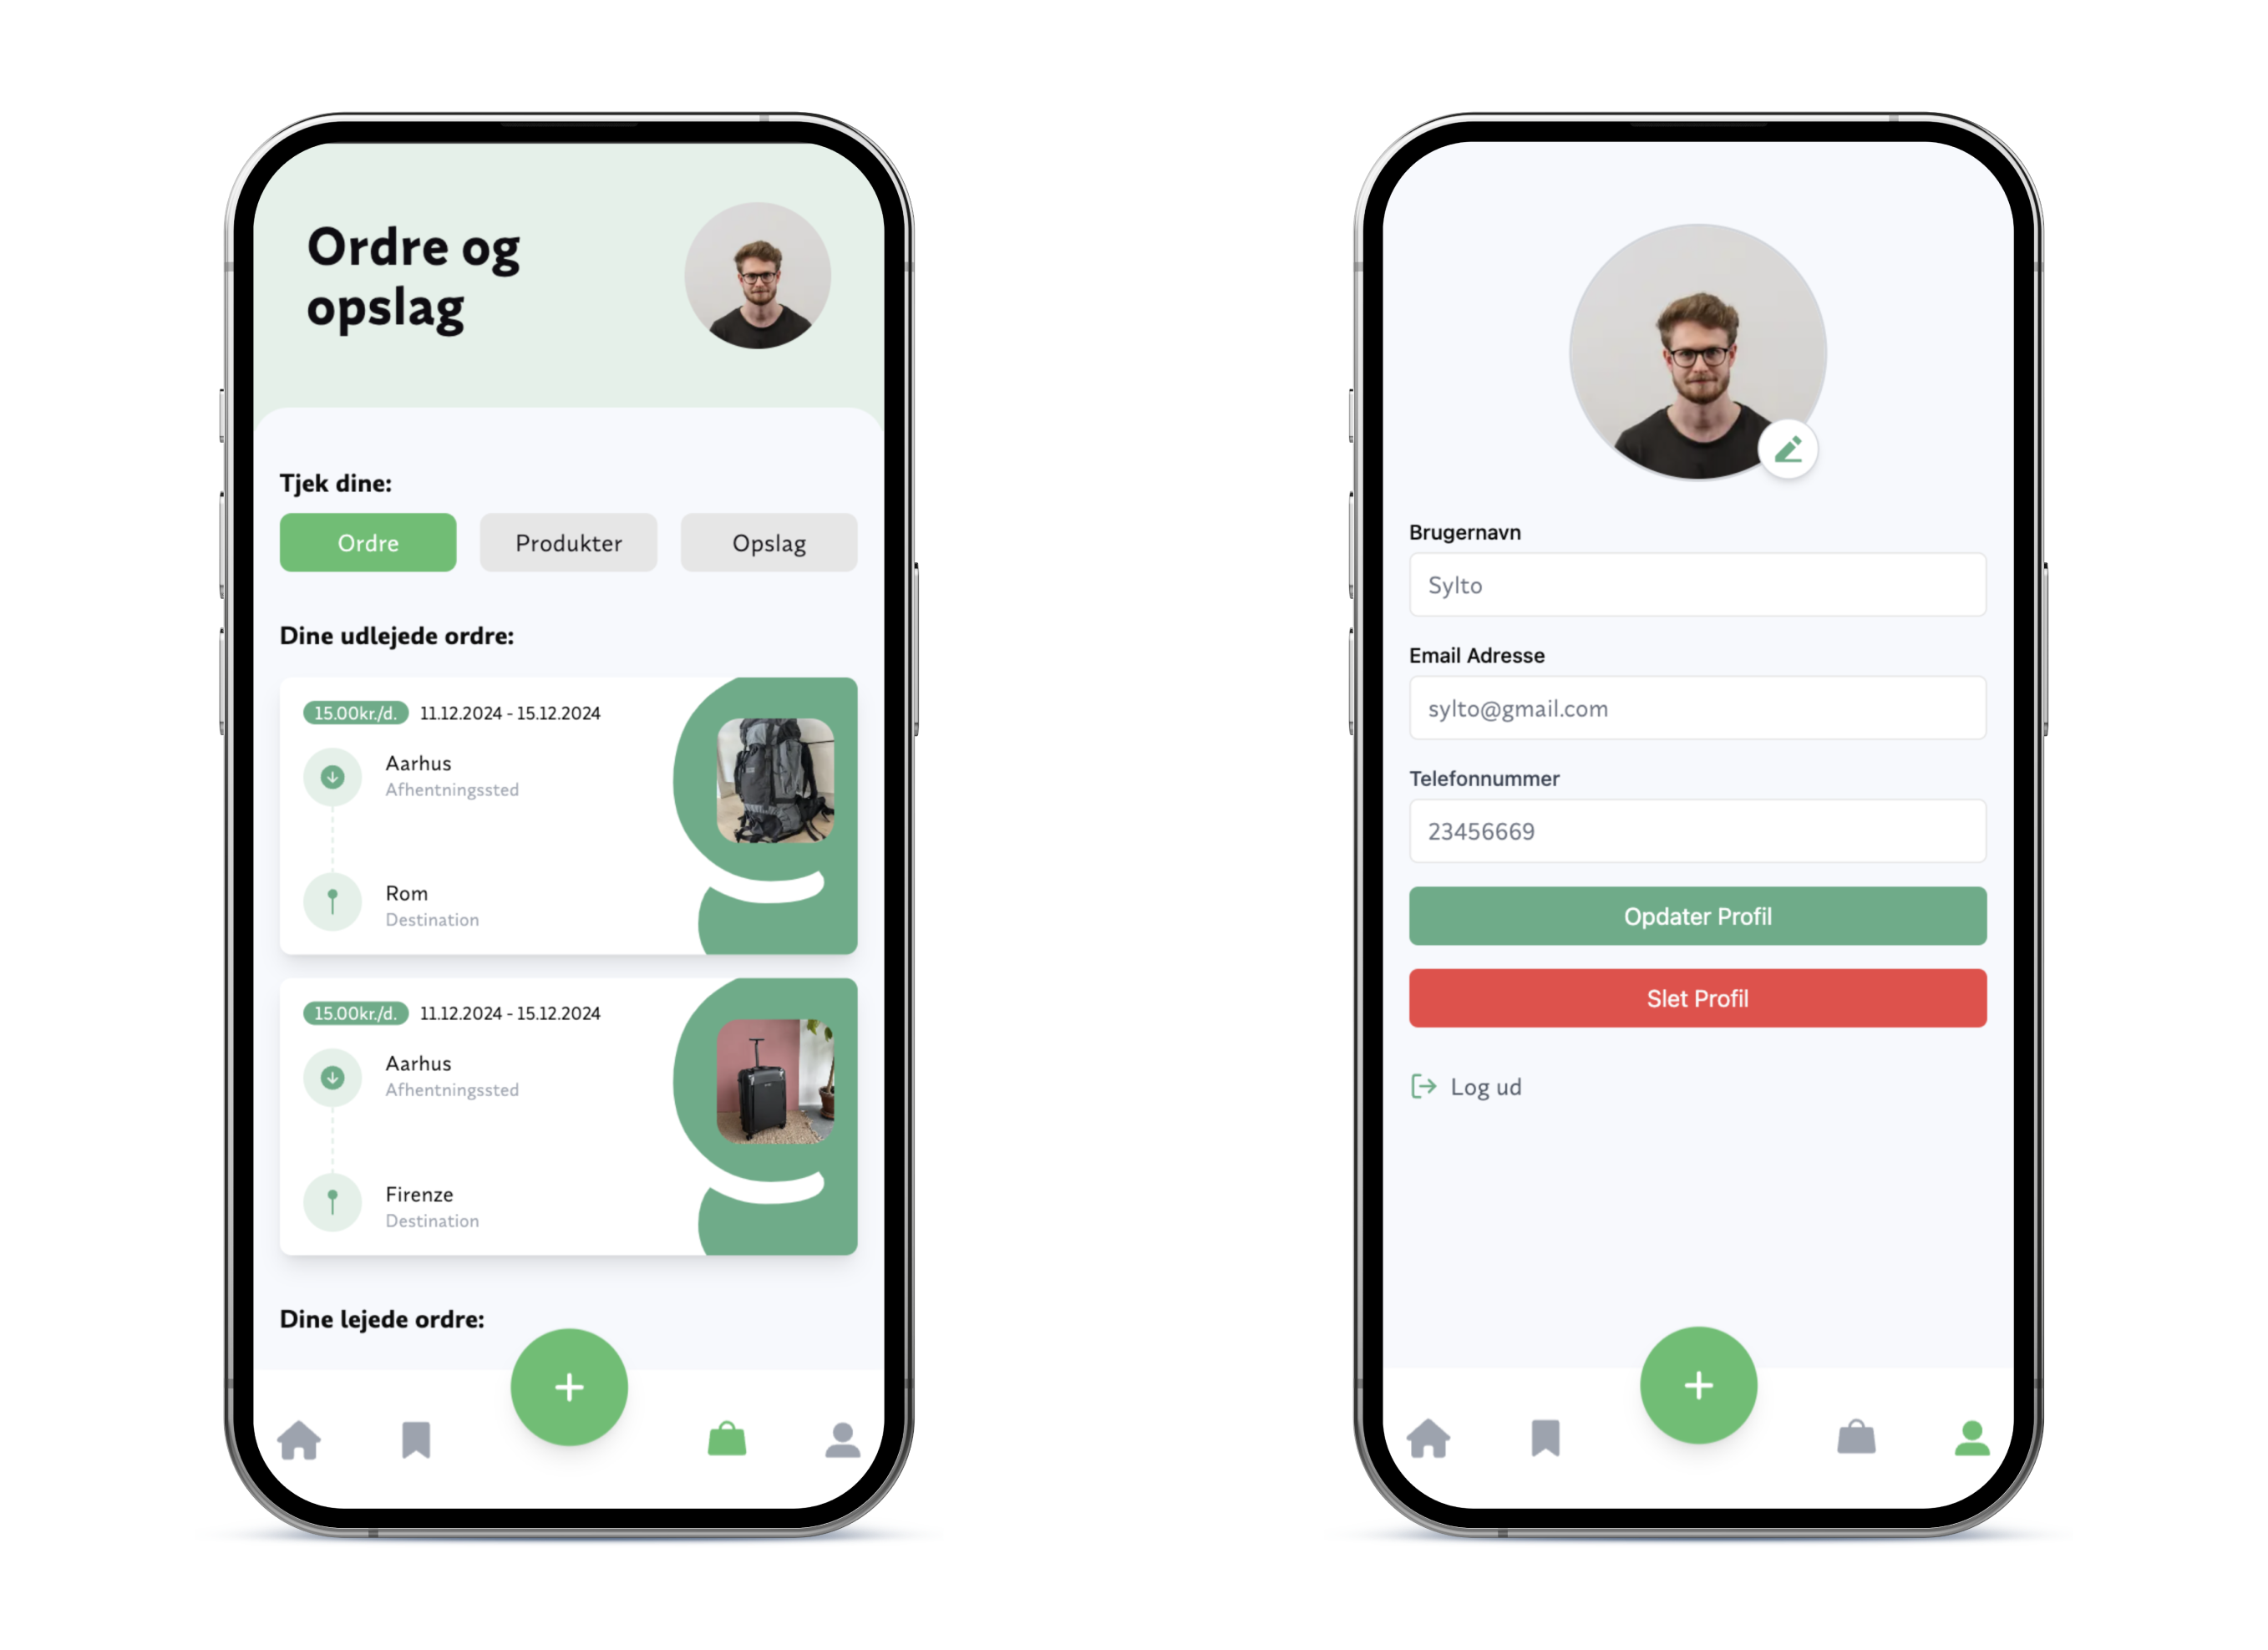 Ordre og
opslag
Tjek dine:
Ordre
Produkter
Opslag
Dine udlejede ordre:
15.00kr./d. 11.12.2024 - 15.12.2024
Aarhus
Afhentningssted
Rom
Destination
15.00kr./d. 11.12.2024 - 15.12.2024
Aarhus
Afhentningssted
Firenze
Destination
Dine lejede ordre:
Brugernavn
Sylto
Email Adresse
sylto@gmail.com
Telefonnummer
23456669
Opdater Profil
Slet Profil
Log ud